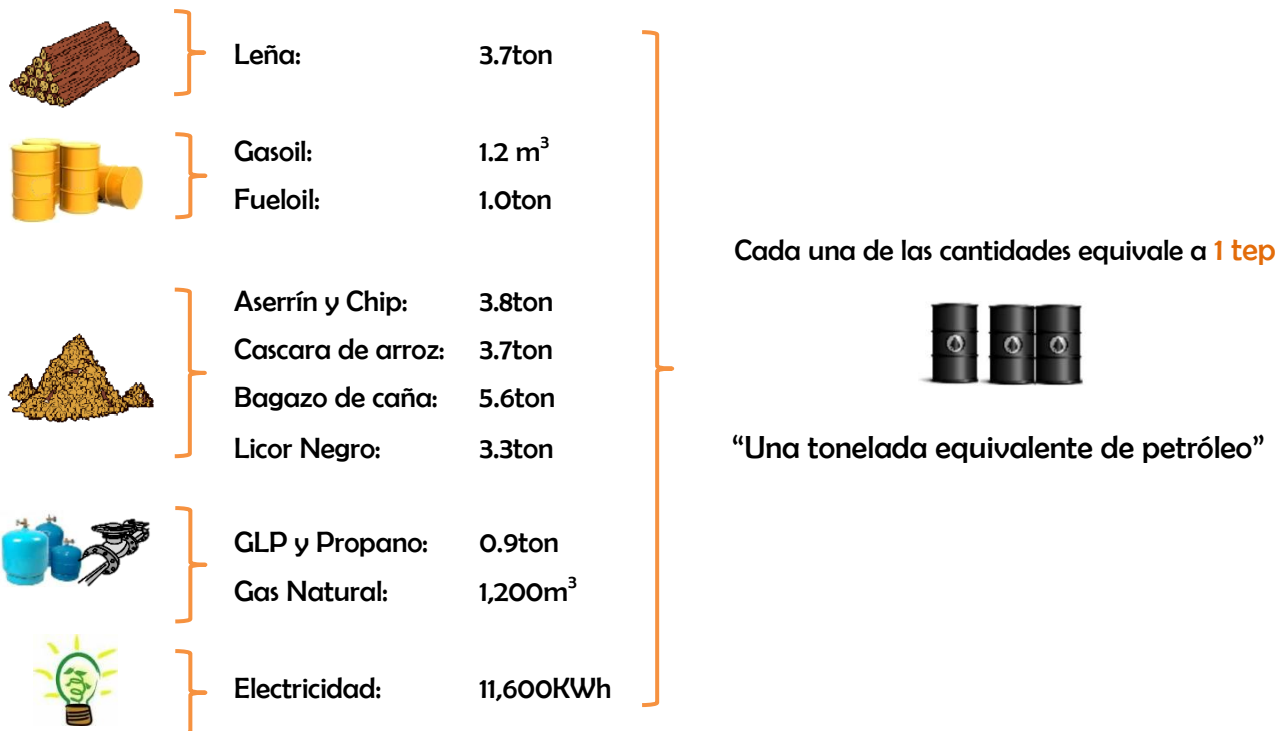 Leña: 3.7ton
Gasoil: 1.2 m³
Fueloil: 1.0ton
Aserrín y Chip: 3.8ton
Cascara de arroz: 3.7ton
Bagazo de caña: 5.6ton
Licor Negro: 3.3ton
GLP y Propano: 0.9ton
Gas Natural: 1,200m³
Electricidad: 11,600KWh
Cada una de las cantidades equivale a 1 tep
“Una tonelada equivalente de petróleo”